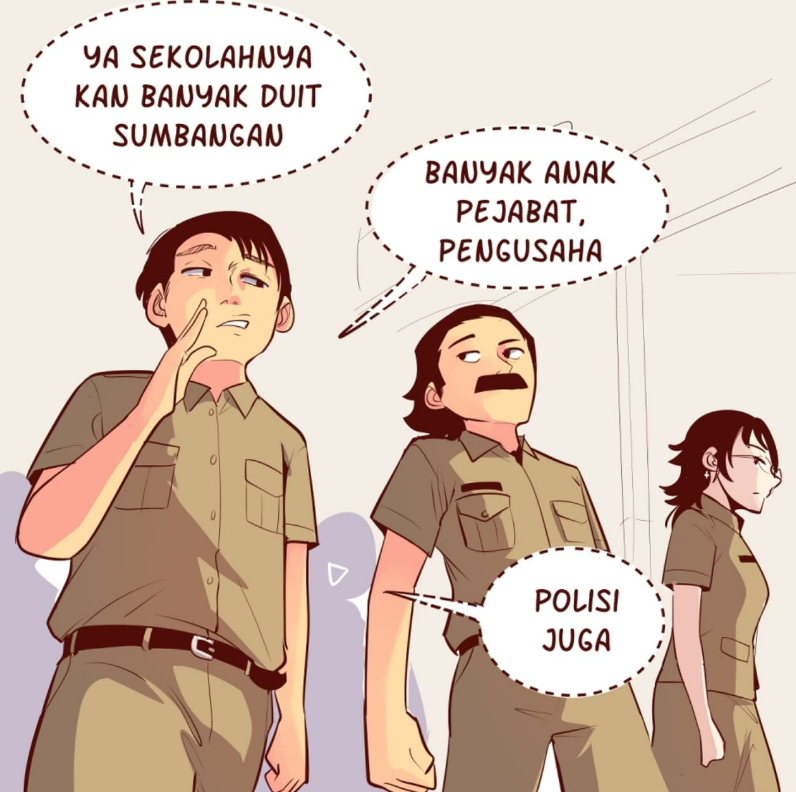 YA SEKOLAHNYA
KAN BANYAK DUIT
SUMBANGAN
BANYAK ANAK
PEJABAT,
PENGUSAHA
POLISI
JUGA